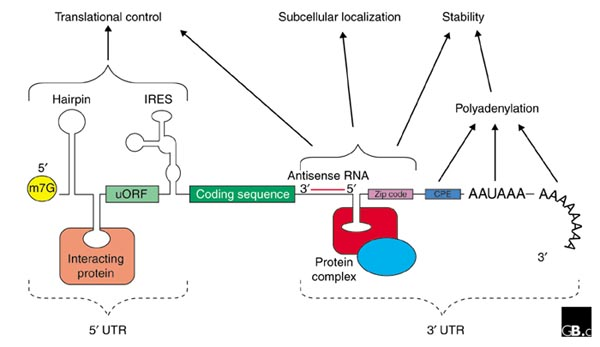 Translational control
Subcellular localization
Stability
Hairpin
IRES
Polyadenylation
5′
Antisense RNA
3′ 5′
m7G
uORF
Coding sequence
Zip code
CPE
AAUAAA
AAAAAAAA
Interacting
protein
Protein
complex
3′
5′ UTR
3′ UTR
GB.c